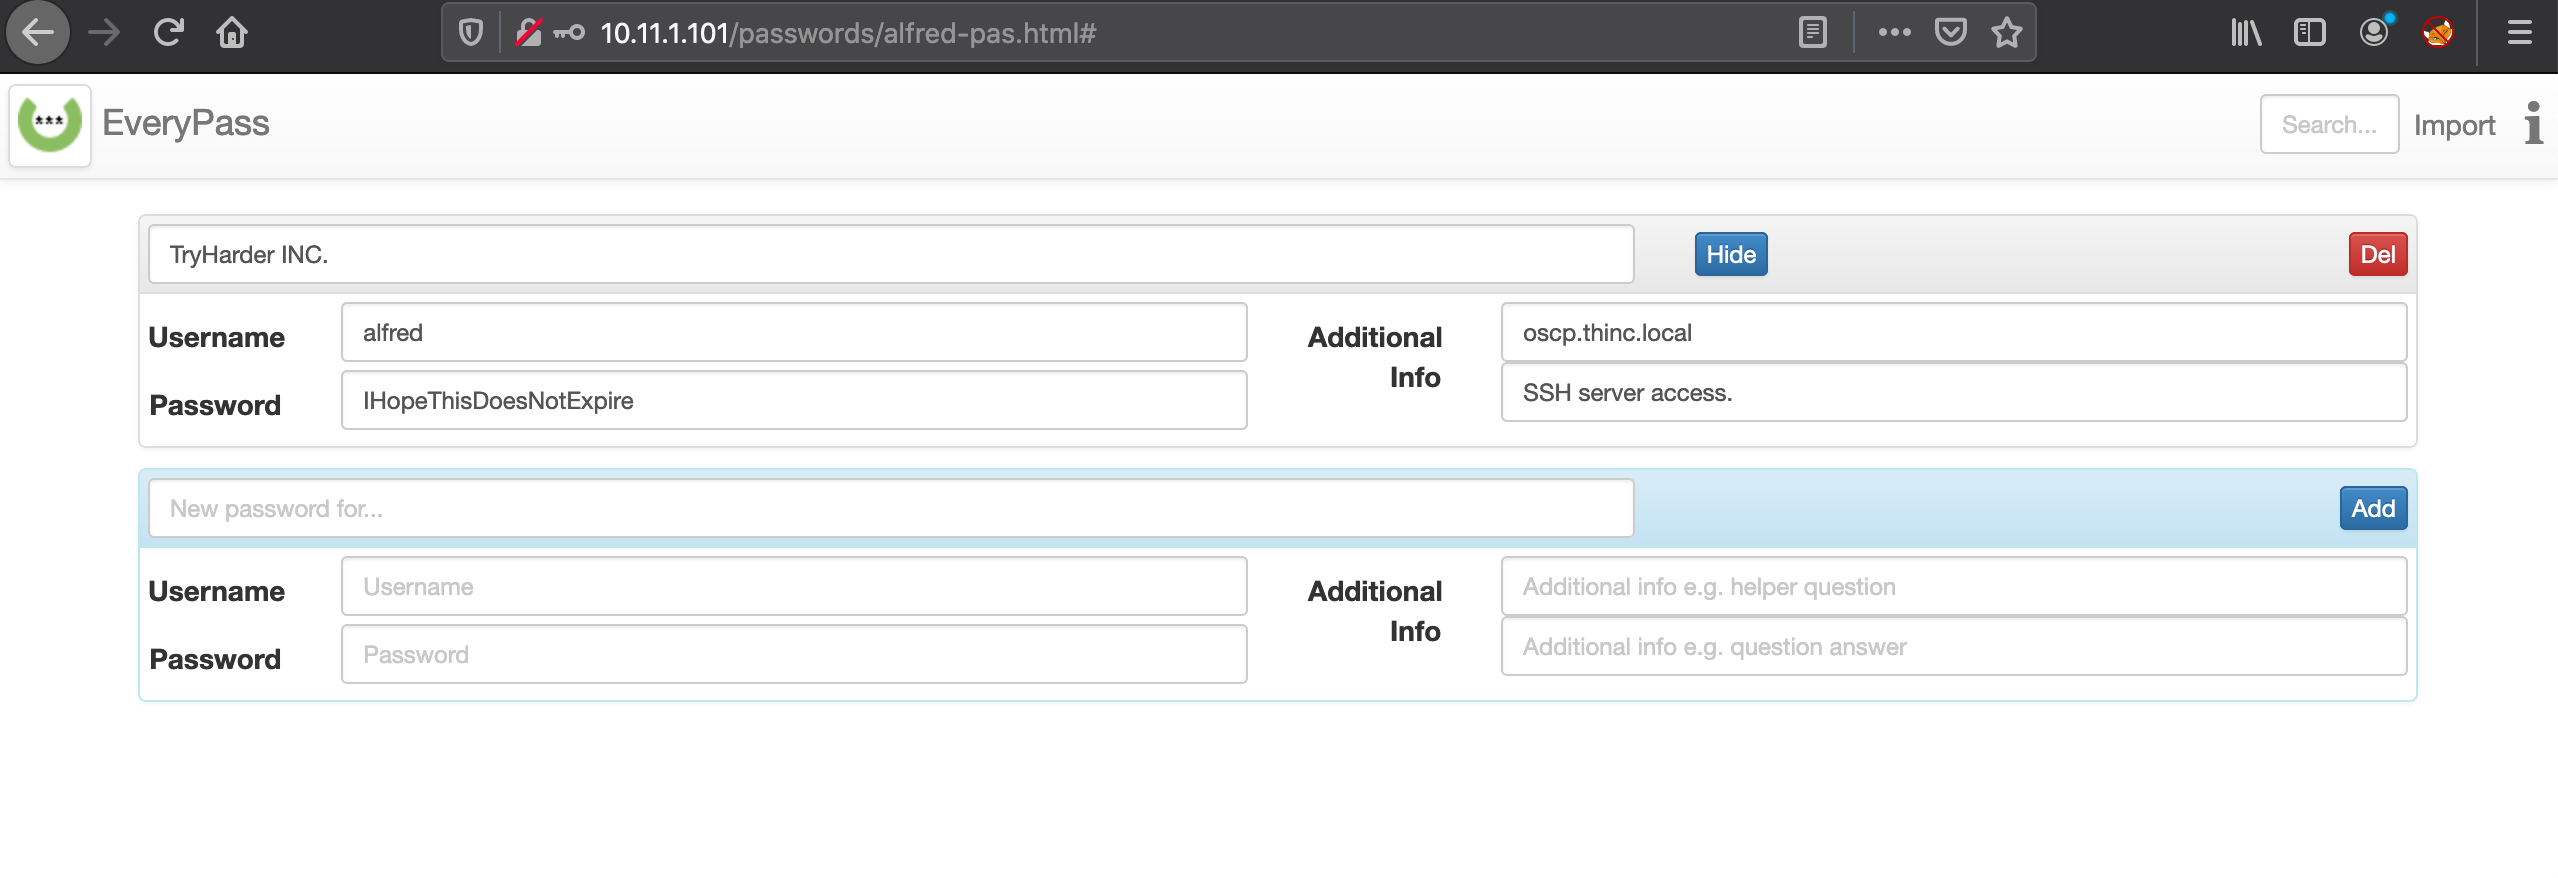 10.11.1.101/passwords/alfred-pas.html#
*** EveryPass Search... Import
TryHarder INC. Hide Del
Username alfred Additional Info oscp.thinc.local
Password IHopeThisDoesNotExpire SSH server access.
New password for... Add
Username Username Additional Info Additional info e.g. helper question
Password Password Additional info e.g. question answer